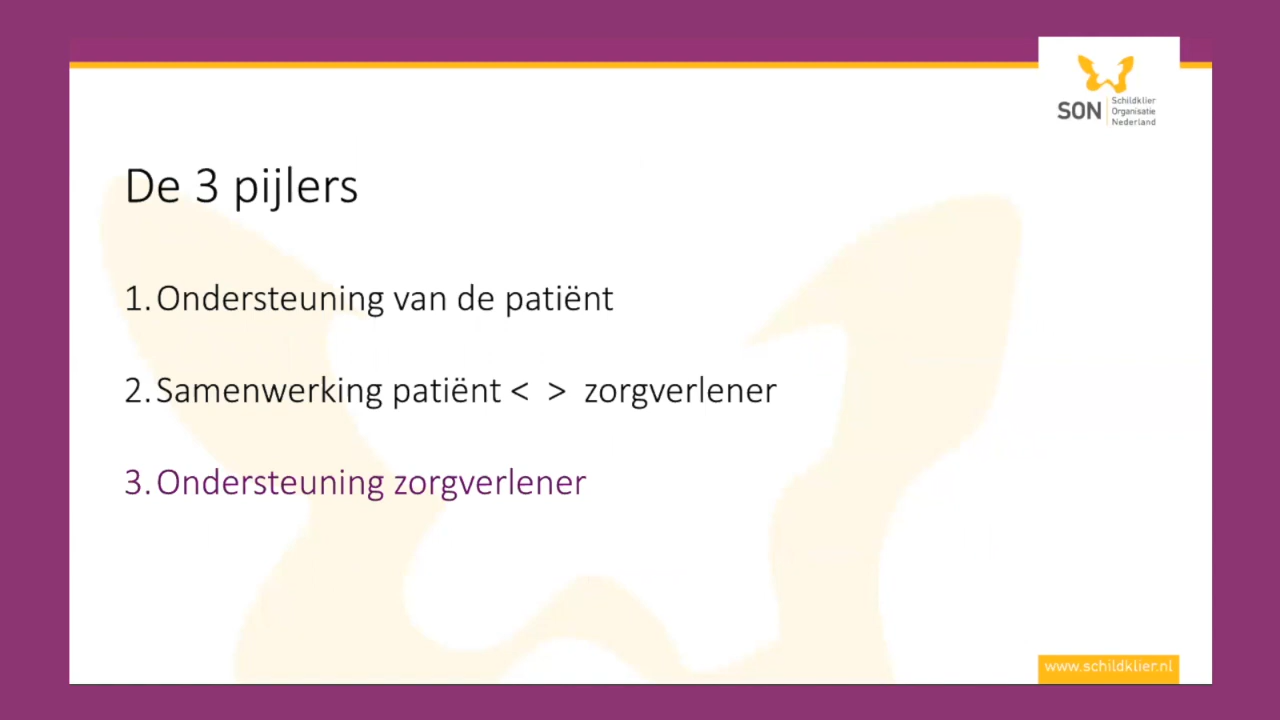 SON
Schildklier
Organisatie
Nederland
De 3 pijlers
1. Ondersteuning van de patiënt
2. Samenwerking patiënt < > zorgverlener
3. Ondersteuning zorgverlener
www.schildklier.nl